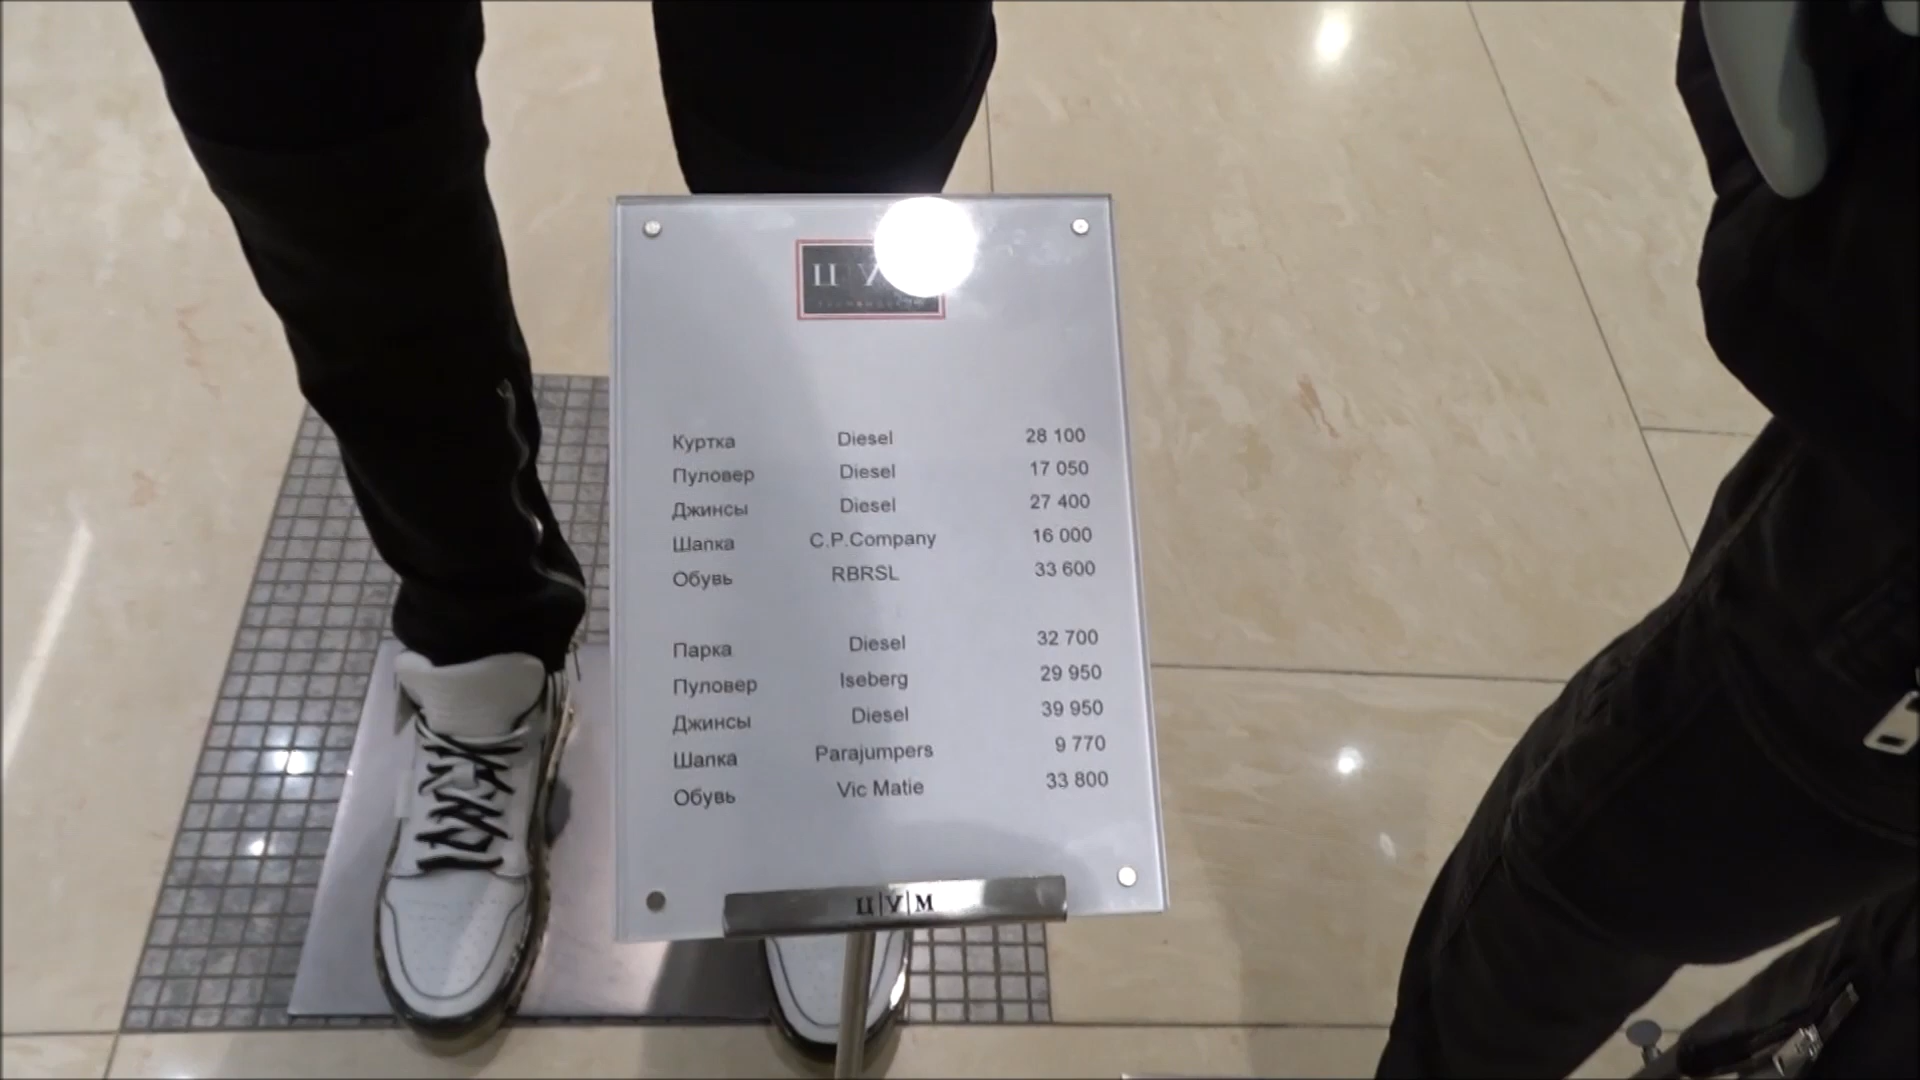 Куртка Diesel 28 100
Пуловер Diesel 17 050
Джинсы Diesel 27 400
Шапка C.P.Company 16 000
Обувь RBRSL 33 600
Парка Diesel 32 700
Пуловер Iseberg 29 950
Джинсы Diesel 39 950
Шапка Parajumpers 9 770
Обувь Vic Matie 33 800
Ц|У|М